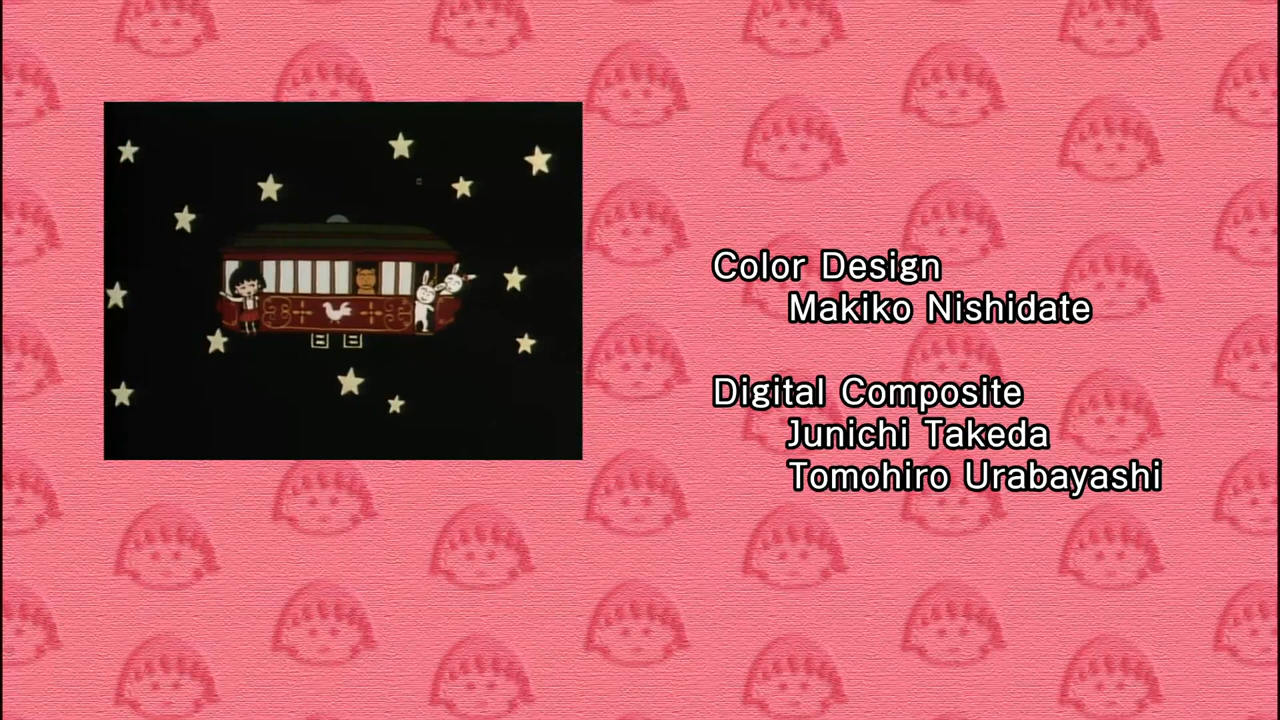 Color Design
Makiko Nishidate
Digital Composite
Junichi Takeda
Tomohiro Urabayashi